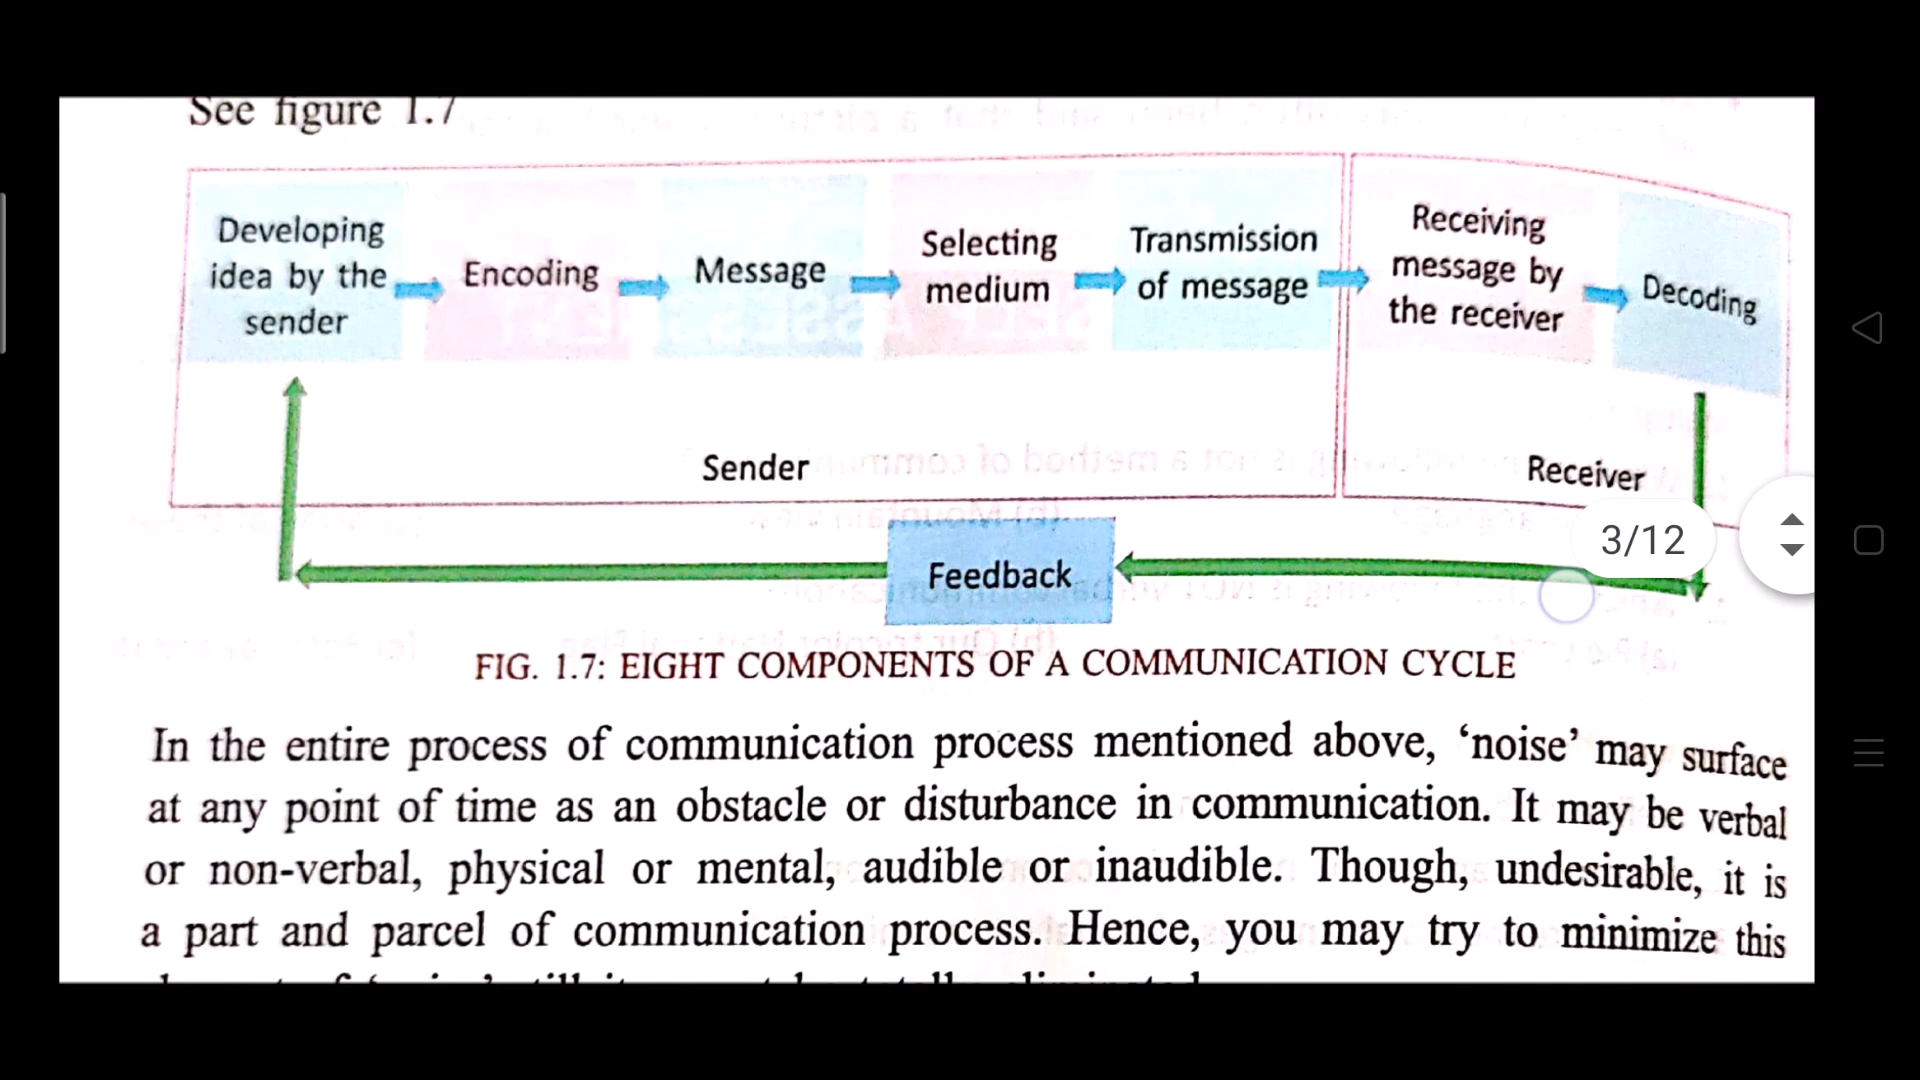 See figure 1.7
Developing
idea by the
sender
Encoding
Message
Selecting
medium
Transmission
of message
Receiving
message by
the receiver
Decoding
Sender
Receiver
3/12
Feedback
FIG. 1.7: EIGHT COMPONENTS OF A COMMUNICATION CYCLE
In the entire process of communication process mentioned above, ‘noise’ may surface
at any point of time as an obstacle or disturbance in communication. It may be verbal
or non-verbal, physical or mental, audible or inaudible. Though, undesirable, it is
a part and parcel of communication process. Hence, you may try to minimize this